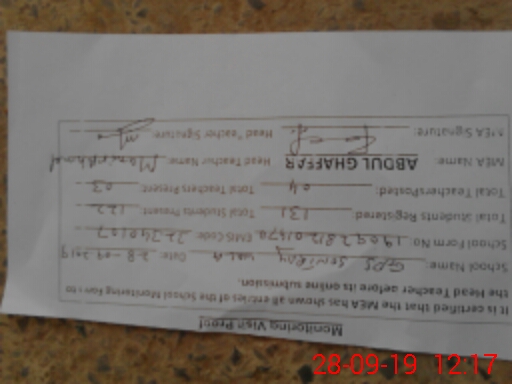 Monitoring Visit Proof
It is certified that the MEA has shown all entries of the School Monitoring Form to
the Head Teacher before its online submission.
School Name: GPS Date 28-09-2019
School Form No: EMIS Code:
Total Students Registered 131 Total Students Present 122
Total Teachers Posted: 04 Total Teachers Present 03
MEA Name: ABDUL GHAFFAR Head Teacher Name:
MEA Signature: Head Teacher Signature:
28-09-19 12:17